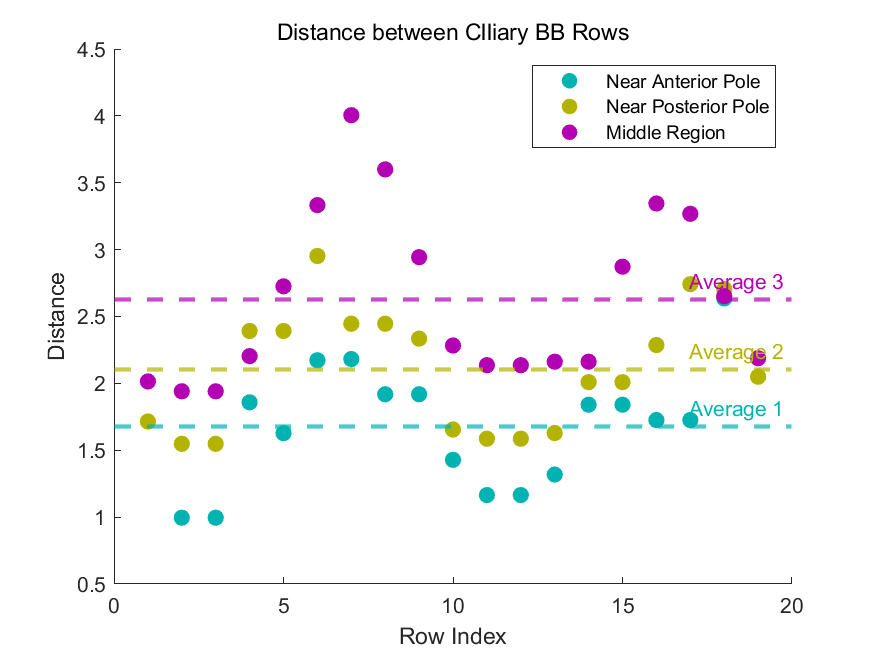 Distance between CIliary BB Rows
4.5
4
3.5
3
2.5
2
1.5
1
0.5
0
5
10
15
20
Distance
Row Index
Near Anterior Pole
Near Posterior Pole
Middle Region
Average 3
Average 2
Average 1